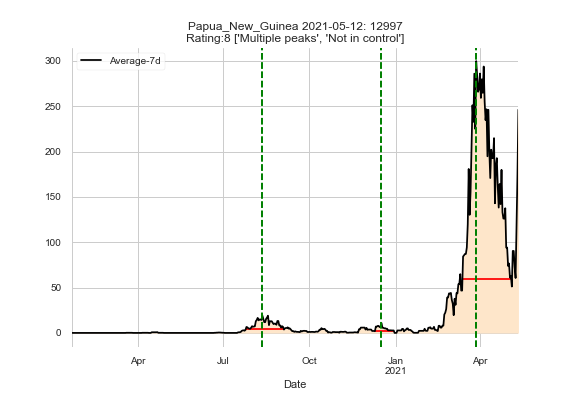 Papua_New_Guinea 2021-05-12: 12997
Rating:8 ['Multiple peaks', 'Not in control']
Average-7d
300
250
200
150
100
50
0
Apr
Jul
Oct
Jan
2021
Apr
Date